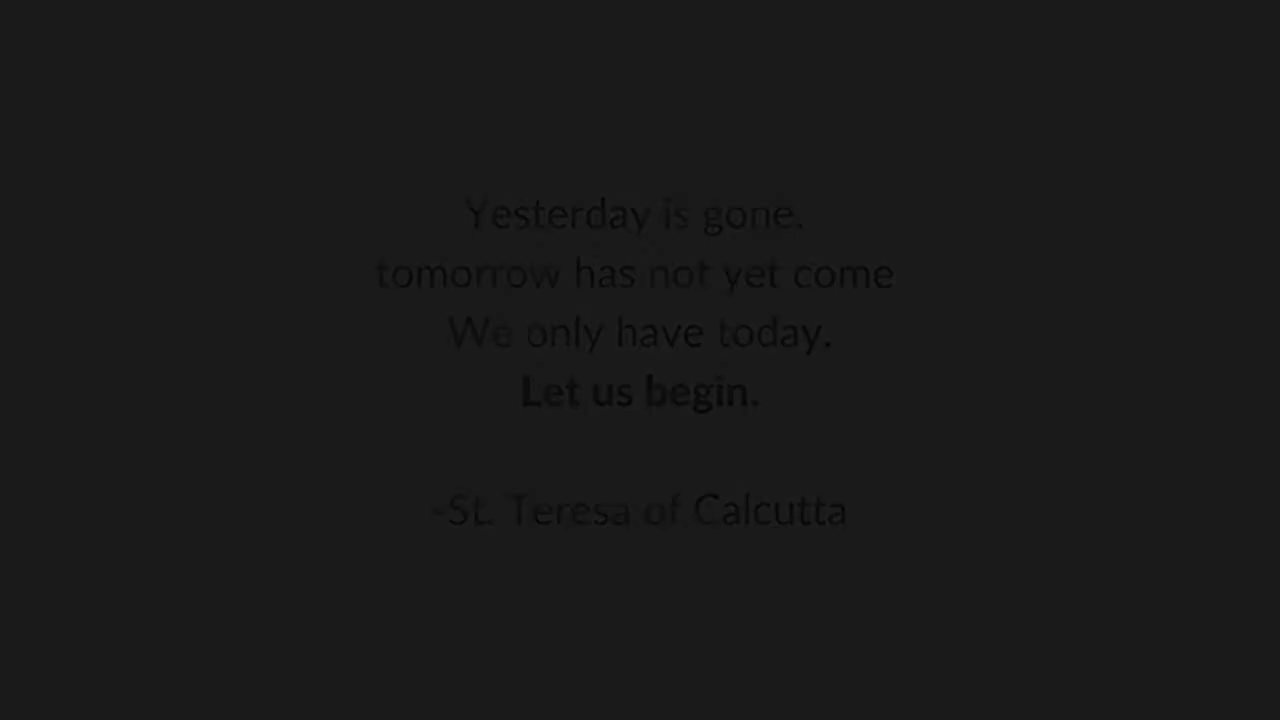 Yesterday is gone.
tomorrow has not yet come
We only have today.
Let us begin.
-St. Teresa of Calcutta